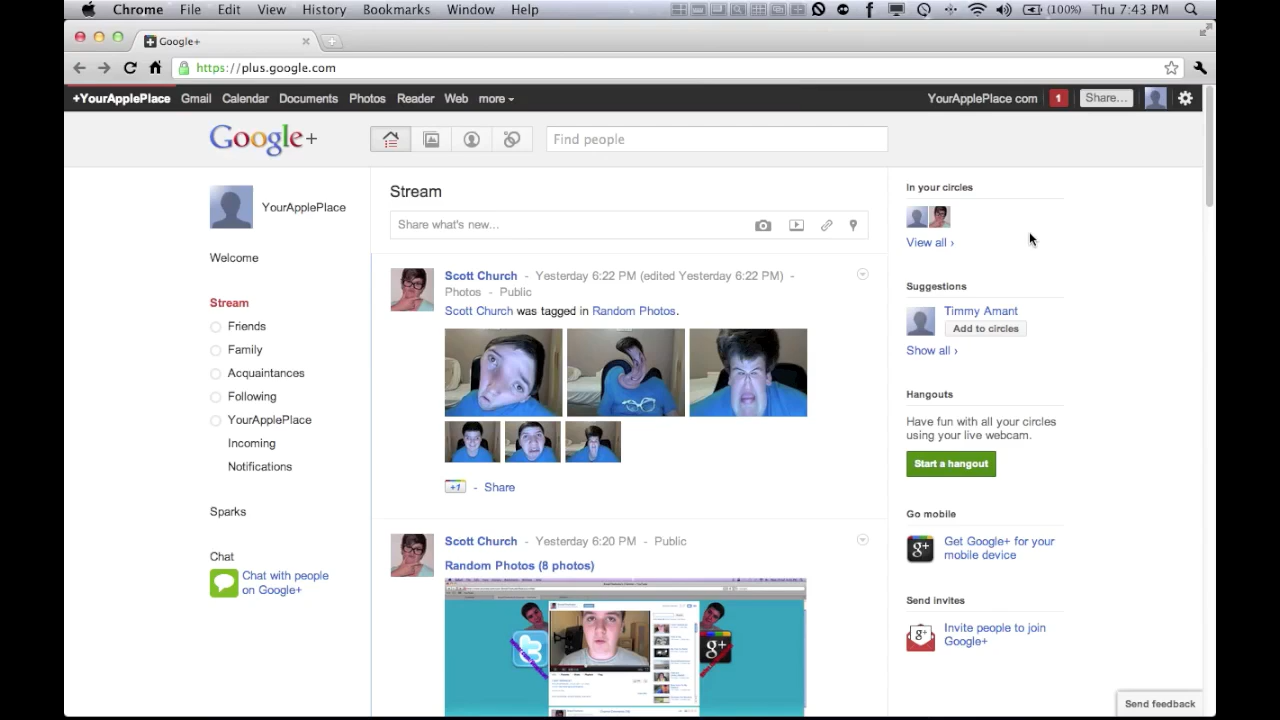 Chrome File Edit View History Bookmarks Window Help (100%) Thu 7:43 PM
Google+
https://plus.google.com
+YourApplePlace Gmail Calendar Documents Photos Reader Web more YourApplePlace com 1 Share...
Google+ Find people
YourApplePlace
Welcome
Stream
Friends
Family
Acquaintances
Following
YourApplePlace
Incoming
Notifications
Sparks
Chat
Chat with people
on Google+
Stream
Share what's new...
Scott Church - Yesterday 6:22 PM (edited Yesterday 6:22 PM) -
Photos - Public
Scott Church was tagged in Random Photos.
+1 - Share
Scott Church - Yesterday 6:20 PM - Public
Random Photos (8 photos)
g+
In your circles
View all ›
Suggestions
Timmy Amant
Add to circles
Show all ›
Hangouts
Have fun with all your circles
using your live webcam.
Start a hangout
Go mobile
g+ Get Google+ for your
mobile device
Send invites
g+ Invite people to join
Google+
Send feedback